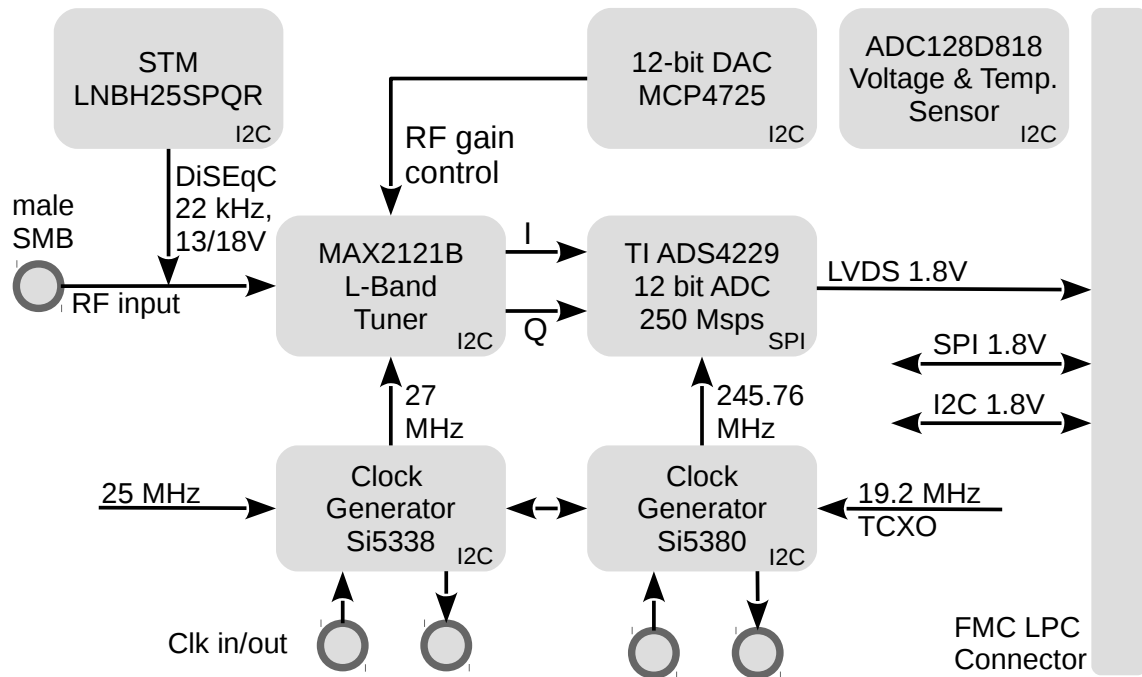 STM
LNBH25SPQR
I2C
12-bit DAC
MCP4725
I2C
ADC128D818
Voltage & Temp.
Sensor
I2C
RF gain
control
DiSEqC
22 kHz,
13/18V
male
SMB
RF input
MAX2121B
L-Band
Tuner
I2C
I
Q
TI ADS4229
12 bit ADC
250 Msps
SPI
LVDS 1.8V
SPI 1.8V
I2C 1.8V
27
MHz
245.76
MHz
25 MHz
Clock
Generator
Si5338
I2C
Clock
Generator
Si5380
I2C
19.2 MHz
TCXO
Clk in/out
FMC LPC
Connector